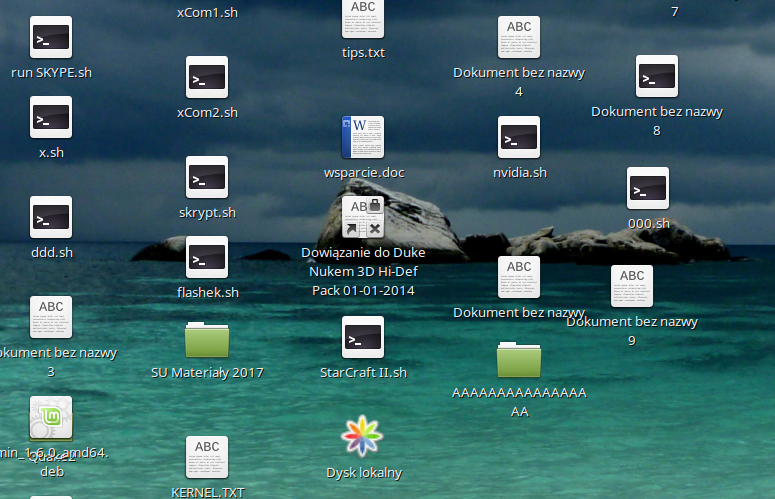 run SKYPE.sh
x.sh
ddd.sh
ABC
okument bez nazwy
3
min_1.6.0_amd64.
deb
xCom1.sh
xCom2.sh
skrypt.sh
flashek.sh
SU Materiały 2017
ABC
KERNEL.TXT
tips.txt
W
wsparcie.doc
Dowiązanie do Duke
Nukem 3D Hi-Def
Pack 01-01-2014
StarCraft II.sh
Dysk lokalny
ABC
Dokument bez nazwy
4
nvidia.sh
ABC
Dokument bez nazwy
AAAAAAAAAAAAAAA
AA
7
Dokument bez nazwy
8
000.sh
ABC
Dokument bez nazwy
9